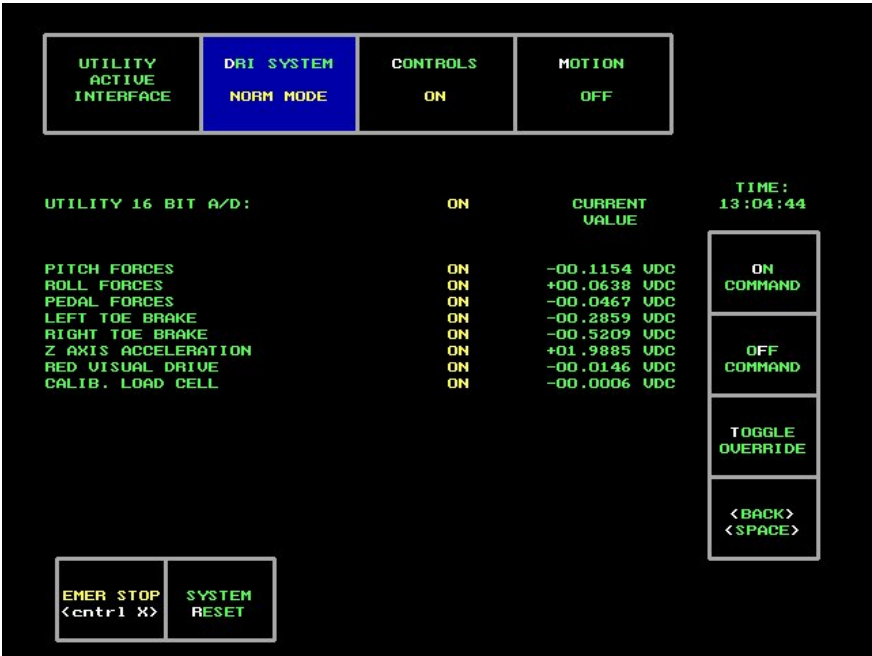 UTILITY ACTIVE INTERFACE
DRI SYSTEM NORM MODE
CONTROLS ON
MOTION OFF
TIME:
13:04:44
UTILITY 16 BIT A/D: ON CURRENT VALUE
PITCH FORCES ON -00.1154 VDC
ROLL FORCES ON +00.0638 VDC
PEDAL FORCES ON -00.0467 VDC
LEFT TOE BRAKE ON -00.2859 VDC
RIGHT TOE BRAKE ON -00.5209 VDC
Z AXIS ACCELERATION ON +01.9885 VDC
RED VISUAL DRIVE ON -00.0146 VDC
CALIB. LOAD CELL ON -00.0006 VDC
ON COMMAND
OFF COMMAND
TOGGLE OVERRIDE
<BACK>
<SPACE>
EMER STOP
<cntrl X>
SYSTEM RESET